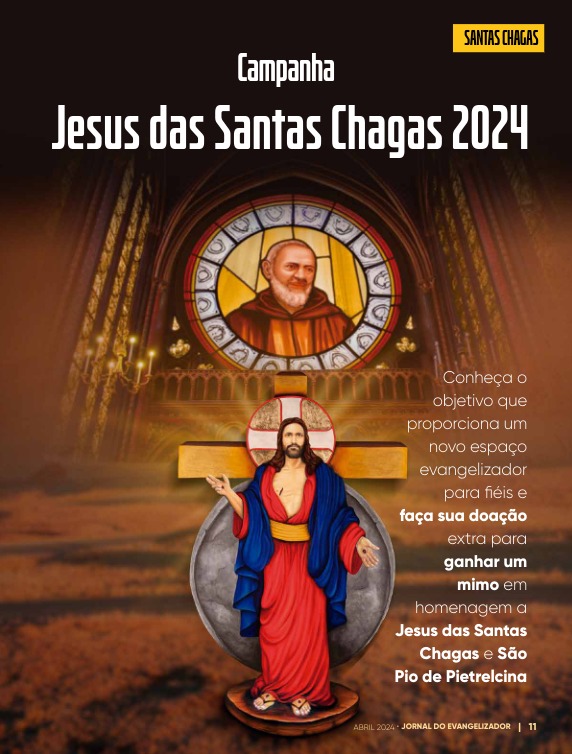 SANTAS CHAGAS
Campanha
Jesus das Santas Chagas 2024
Conheça o
objetivo que
proporciona um
novo espaço
evangelizador
para fiéis e
faça sua doação
extra para
ganhar um
mimo em
homenagem a
Jesus das Santas
Chagas e São
Pio de Pietrelcina
ABRIL 2024 · JORNAL DO EVANGELIZADOR | 11